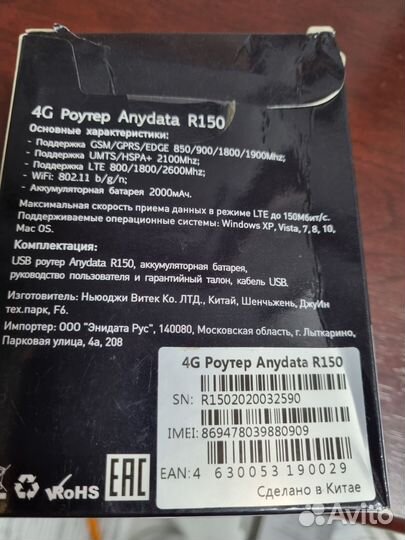 4G Роутер Anydata R150
Основные характеристики:
- Поддержка GSM/GPRS/EDGE 850/900/1800/1900Mhz;
- Поддержка UMTS/HSPA+ 2100Mhz;
- Поддержка LTE 800/1800/2600Mhz;
- WiFi: 802.11 b/g/n;
- Аккумуляторная батарея 2000мАч.
Максимальная скорость приема данных в режиме LTE до 150Мбит/с.
Поддерживаемые операционные системы: Windows XP, Vista, 7, 8, 10,
Mac OS.
Комплектация:
USB роутер Anydata R150, аккумуляторная батарея,
руководство пользователя и гарантийный талон, кабель USB.
Изготовитель: Ньюоджи Витек Ко. ЛТД., Китай, Шенчьжень, ДжуИн
тех.парк, F6.
Импортер: ООО "Энидата Рус", 140080, Московская область, г. Лыткарино,
Парковая улица, 4а, 208
4G Роутер Anydata R150
SN: R1502020032590
IMEI: 869478039880909
EAN: 4 630053 190029
Сделано в Китае
RoHS
EAC
Avito